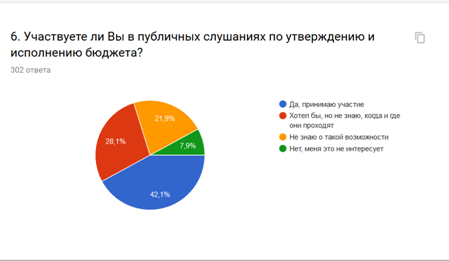 6. Участвуете ли Вы в публичных слушаниях по утверждению и
исполнению бюджета?
302 ответа
Да, принимаю участие
Хотел бы, но не знаю, когда и где
они проходят
Не знаю о такой возможности
Нет, меня это не интересует
21,9%
7,9%
28,1%
42,1%